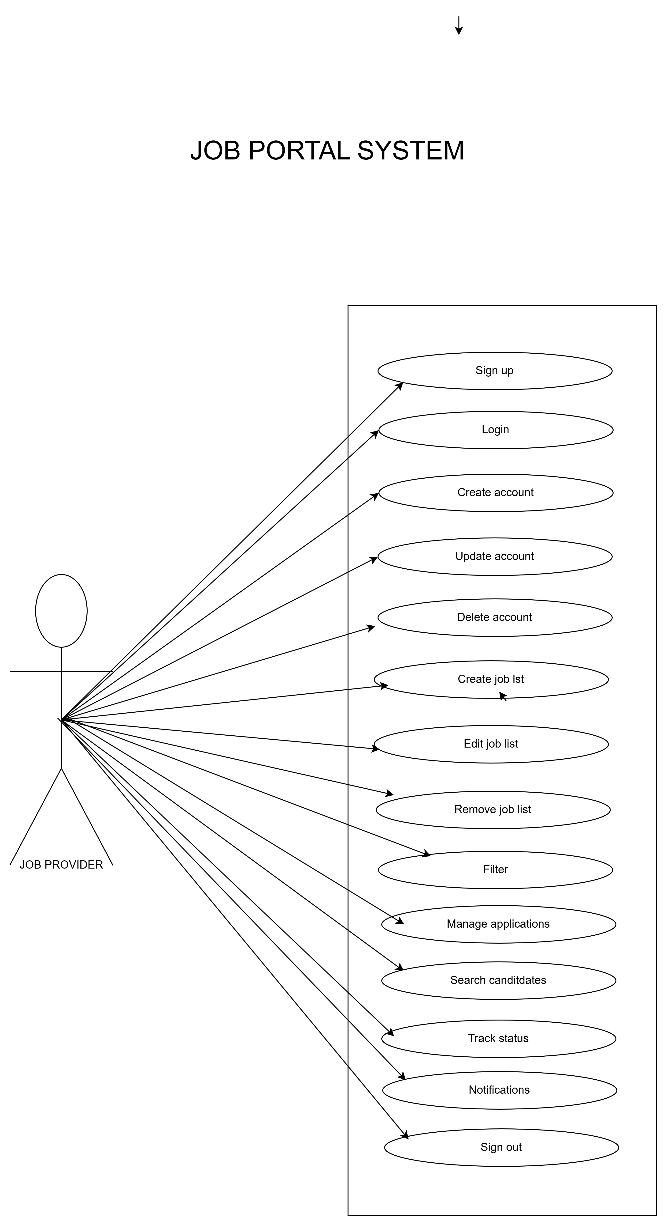 JOB PORTAL SYSTEM
Sign up
Login
Create account
Update account
Delete account
Create job lst
Edit job list
Remove job list
JOB PROVIDER
Filter
Manage applications
Search canditdates
Track status
Notifications
Sign out